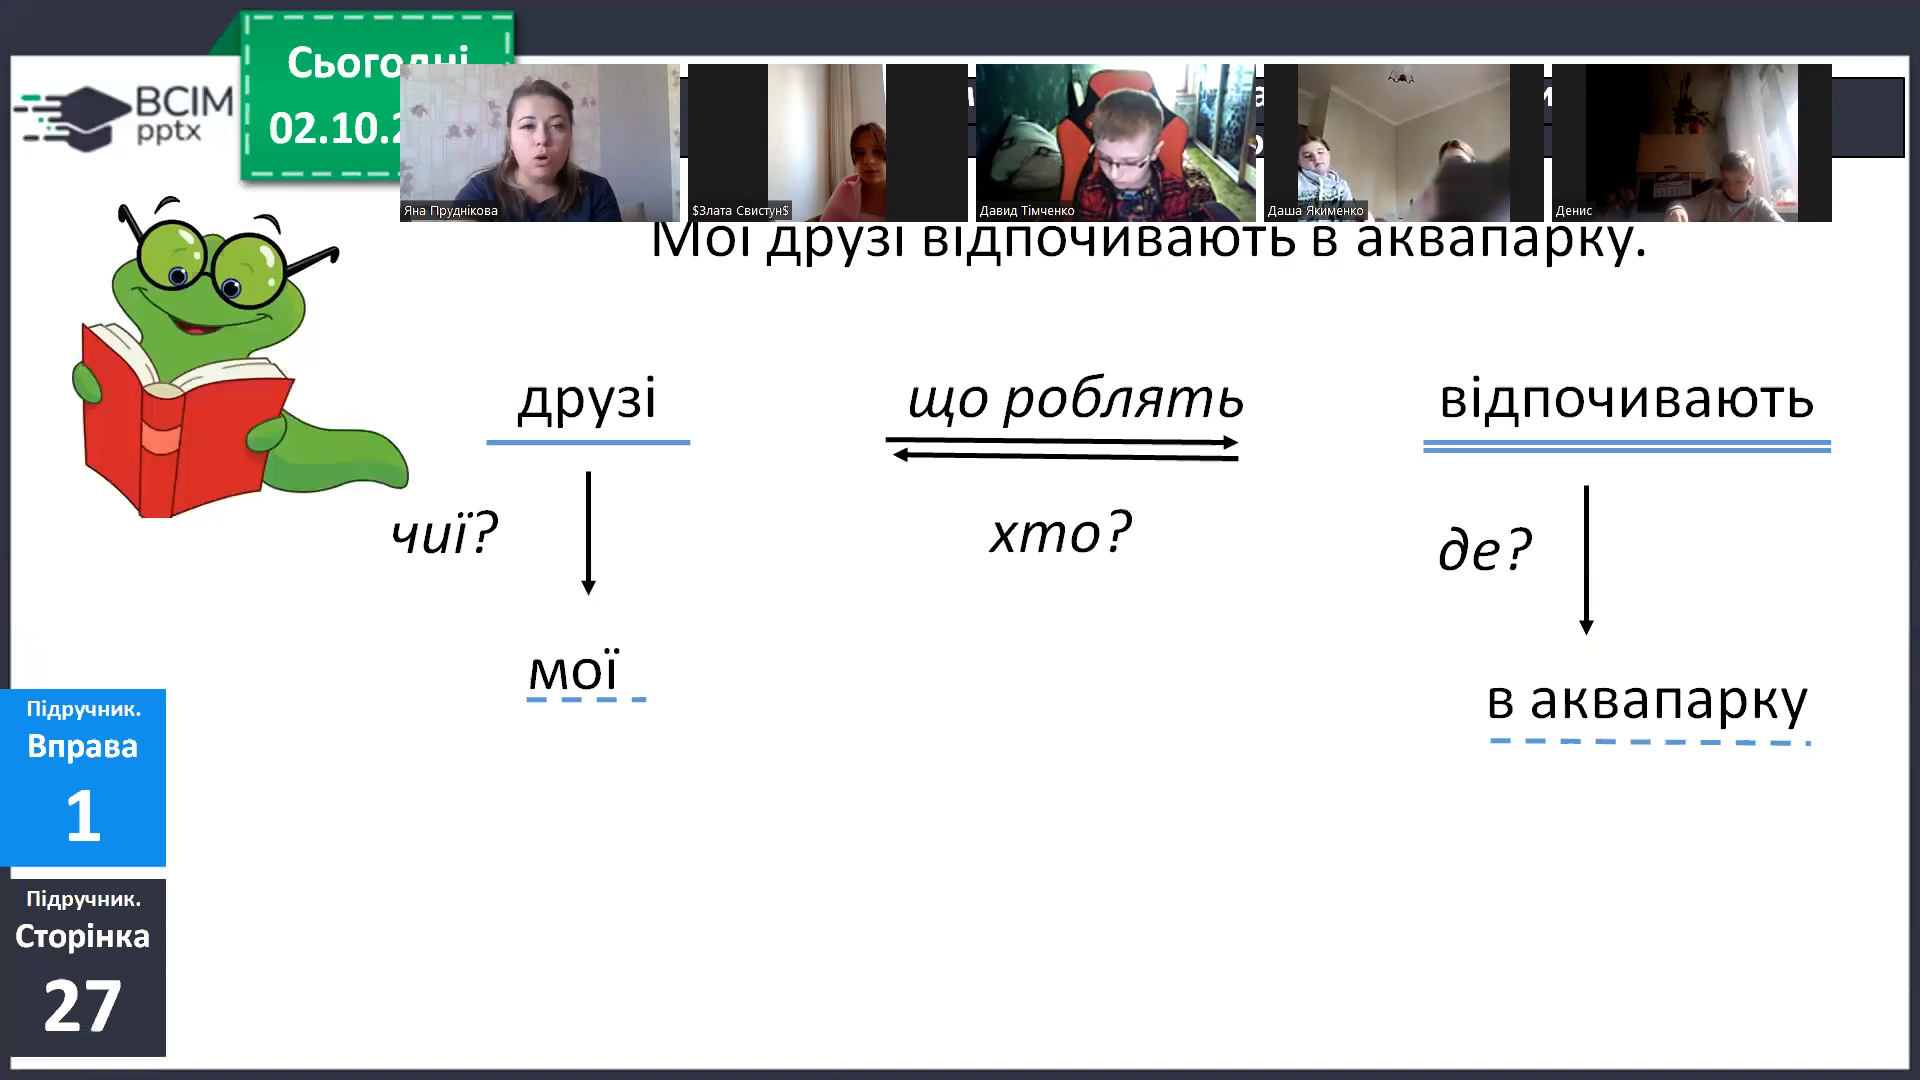 Сьогодні
02.10.2
ВСІМ
pptx
Яна Пруднікова
$Злата Свистун$
Давид Тімченко
Даша Якименко
Денис
Мої друзі відпочивають в аквапарку.
друзі
що роблять
відпочивають
чиї?
хто?
де?
мої
в аквапарку
Підручник.
Вправа
1
Підручник.
Сторінка
27